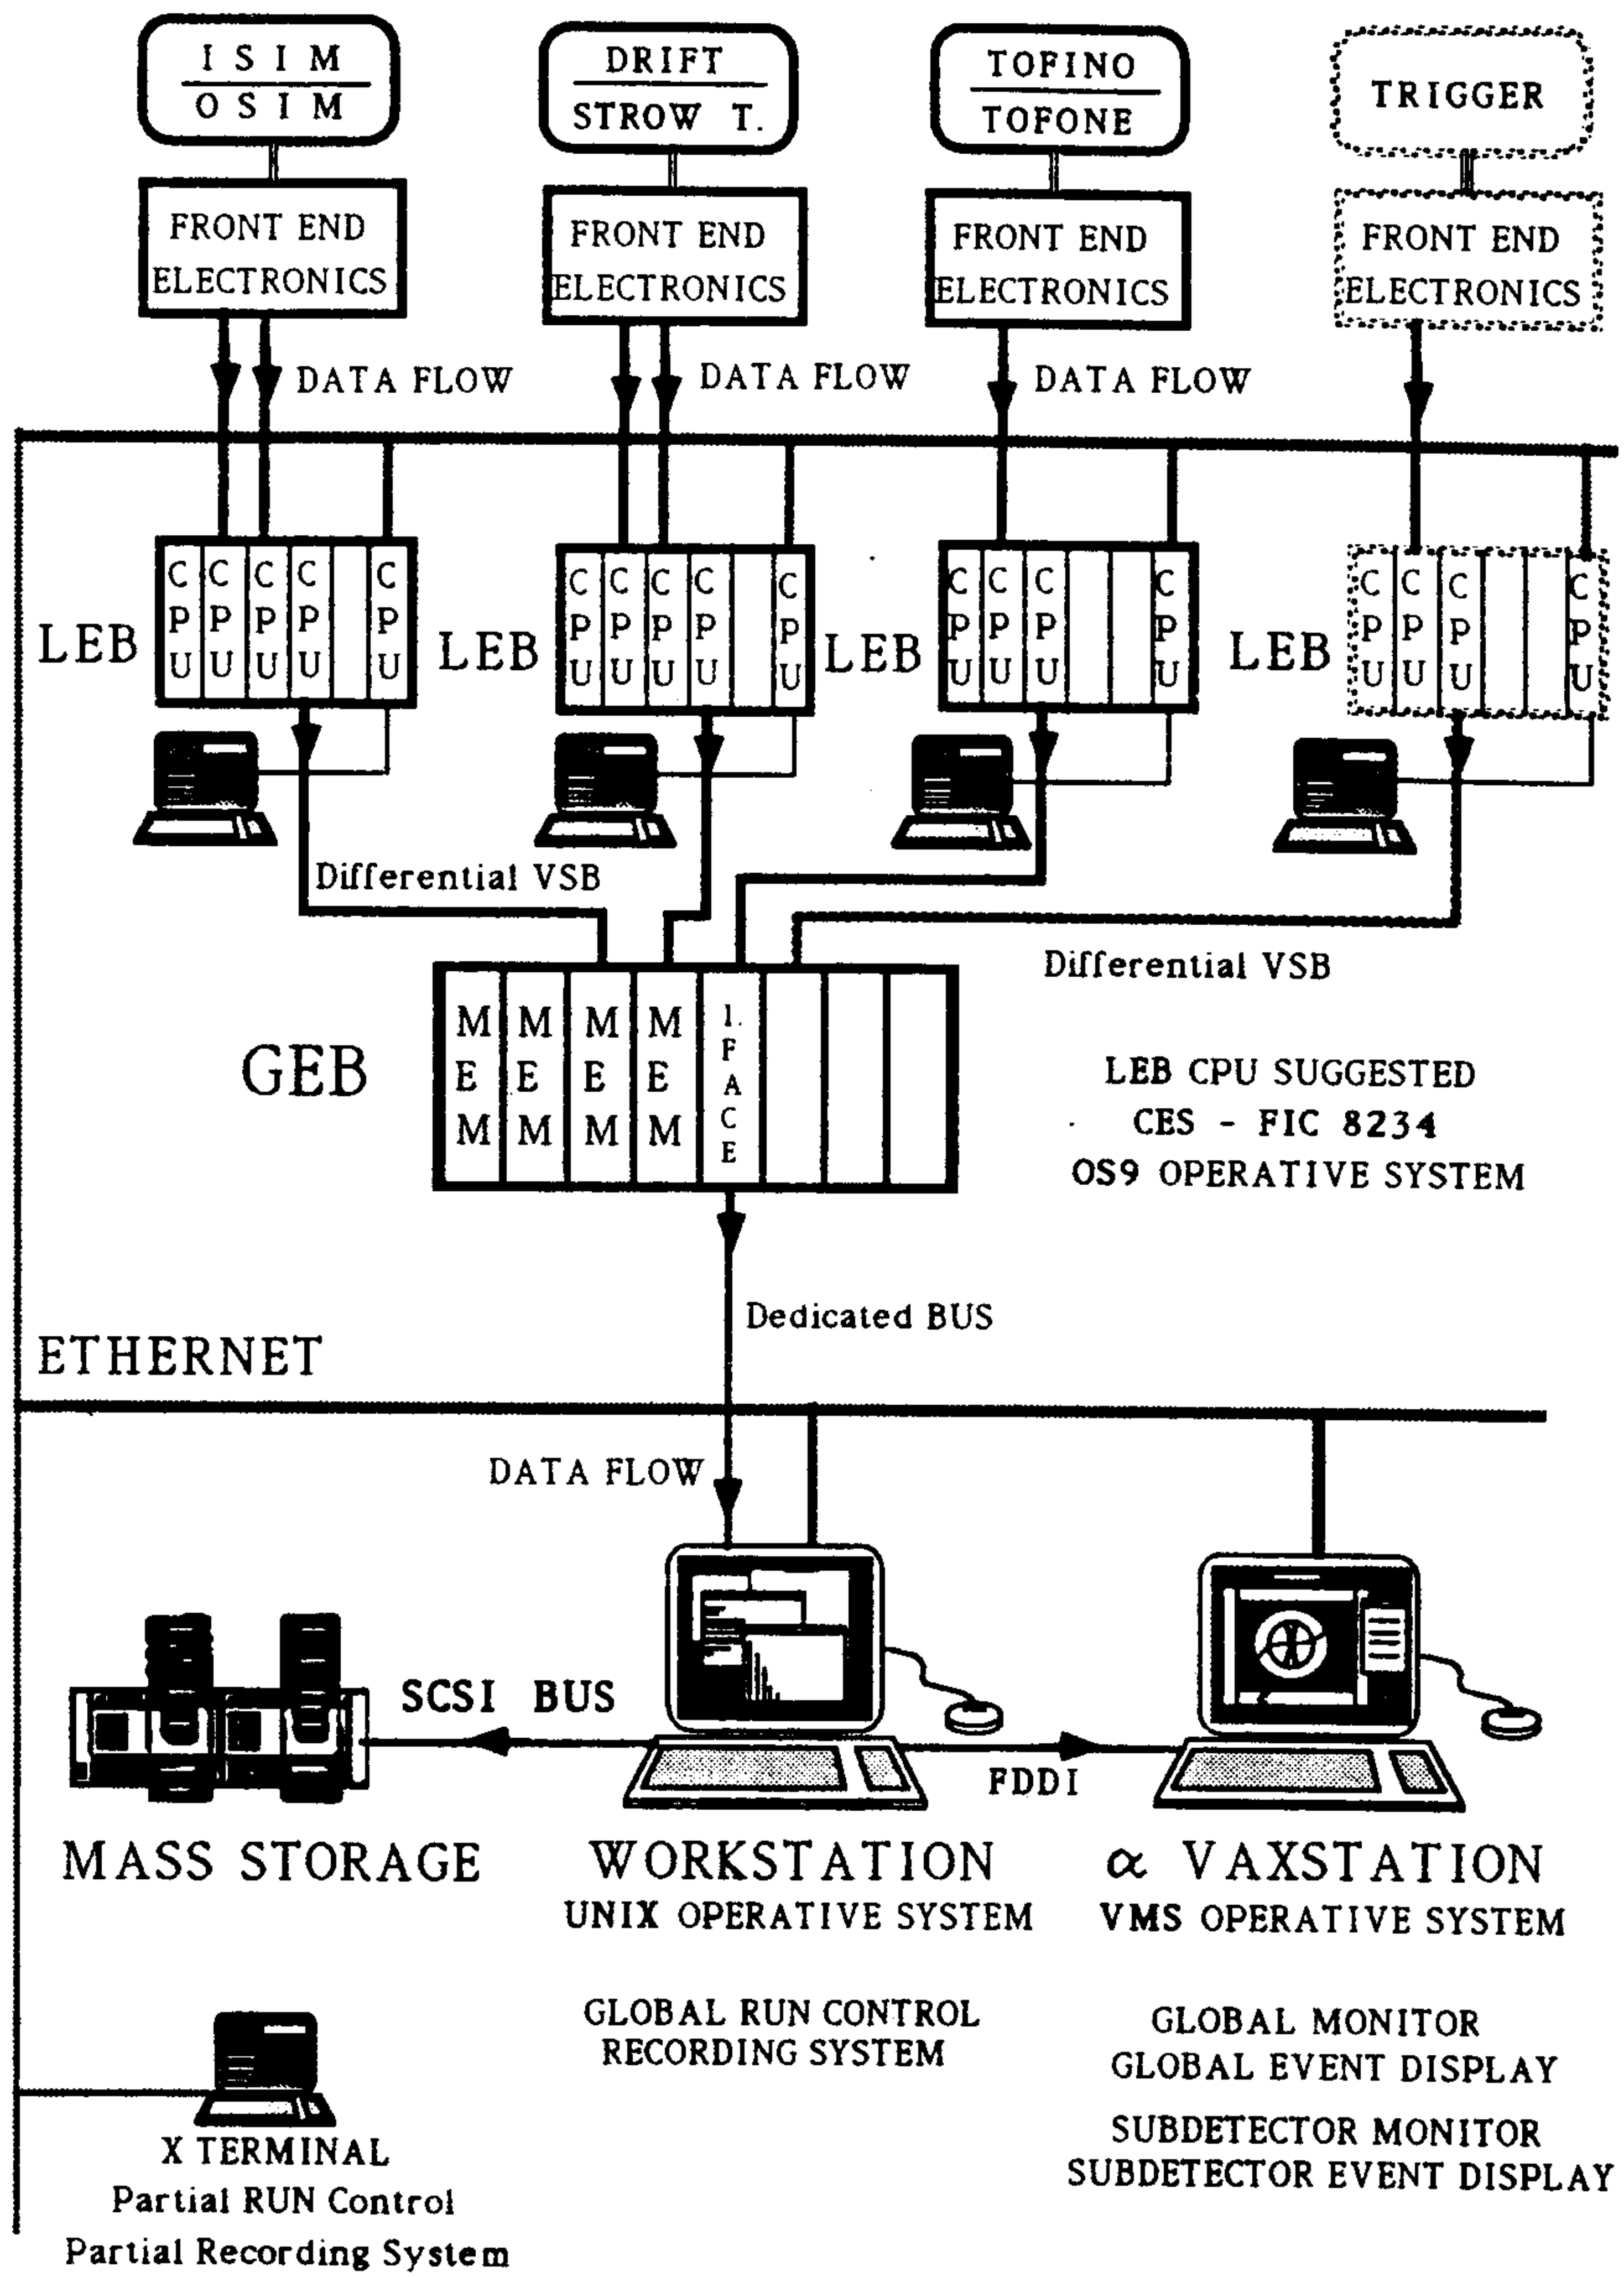 I S I M
O S I M
DRIFT
STROW T.
TOFINO
TOFONE
TRIGGER
FRONT END
ELECTRONICS
FRONT END
ELECTRONICS
FRONT END
ELECTRONICS
FRONT END
ELECTRONICS
DATA FLOW
DATA FLOW
DATA FLOW
LEB
CPU
CPU
CPU
CPU
CPU
LEB
CPU
CPU
CPU
CPU
CPU
LEB
CPU
CPU
CPU
CPU
LEB
CPU
CPU
CPU
CPU
Differential VSB
Differential VSB
GEB
MEM
MEM
MEM
MEM
I.FACE
LEB CPU SUGGESTED
CES - FIC 8234
OS9 OPERATIVE SYSTEM
Dedicated BUS
ETHERNET
DATA FLOW
SCSI BUS
FDDI
MASS STORAGE
WORKSTATION
UNIX OPERATIVE SYSTEM
α VAXSTATION
VMS OPERATIVE SYSTEM
GLOBAL RUN CONTROL
RECORDING SYSTEM
GLOBAL MONITOR
GLOBAL EVENT DISPLAY
SUBDETECTOR MONITOR
SUBDETECTOR EVENT DISPLAY
X TERMINAL
Partial RUN Control
Partial Recording System